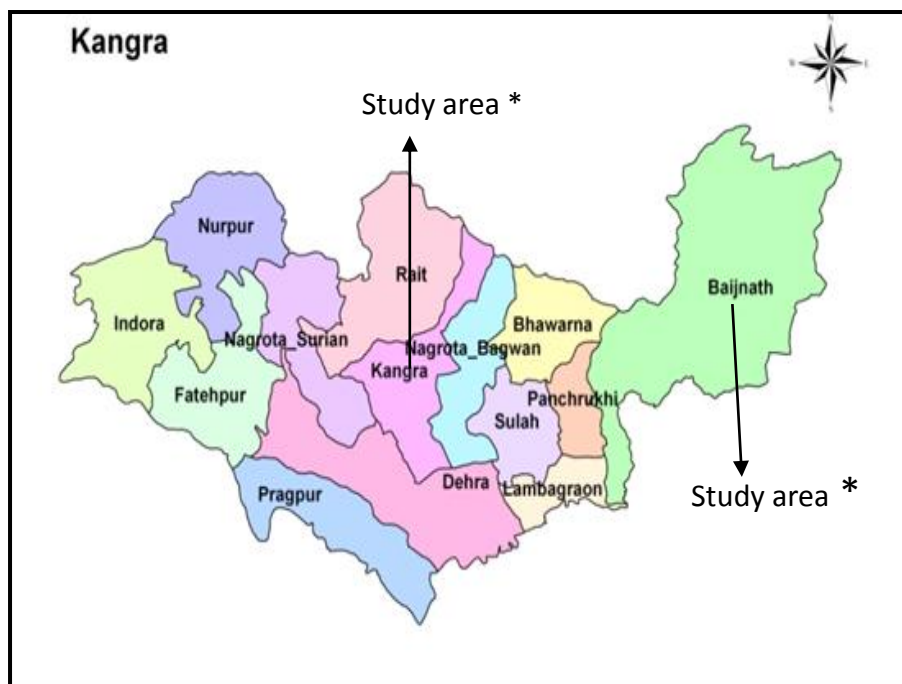 Kangra
Study area *
Nurpur
Rait
Baijnath
Indora
Nagrota_Surian
Bhawarna
Nagrota_Bagwan
Kangra
Fatehpur
Panchrukhi
Sulah
Dehra
Lambagraon
Pragpur
Study area *